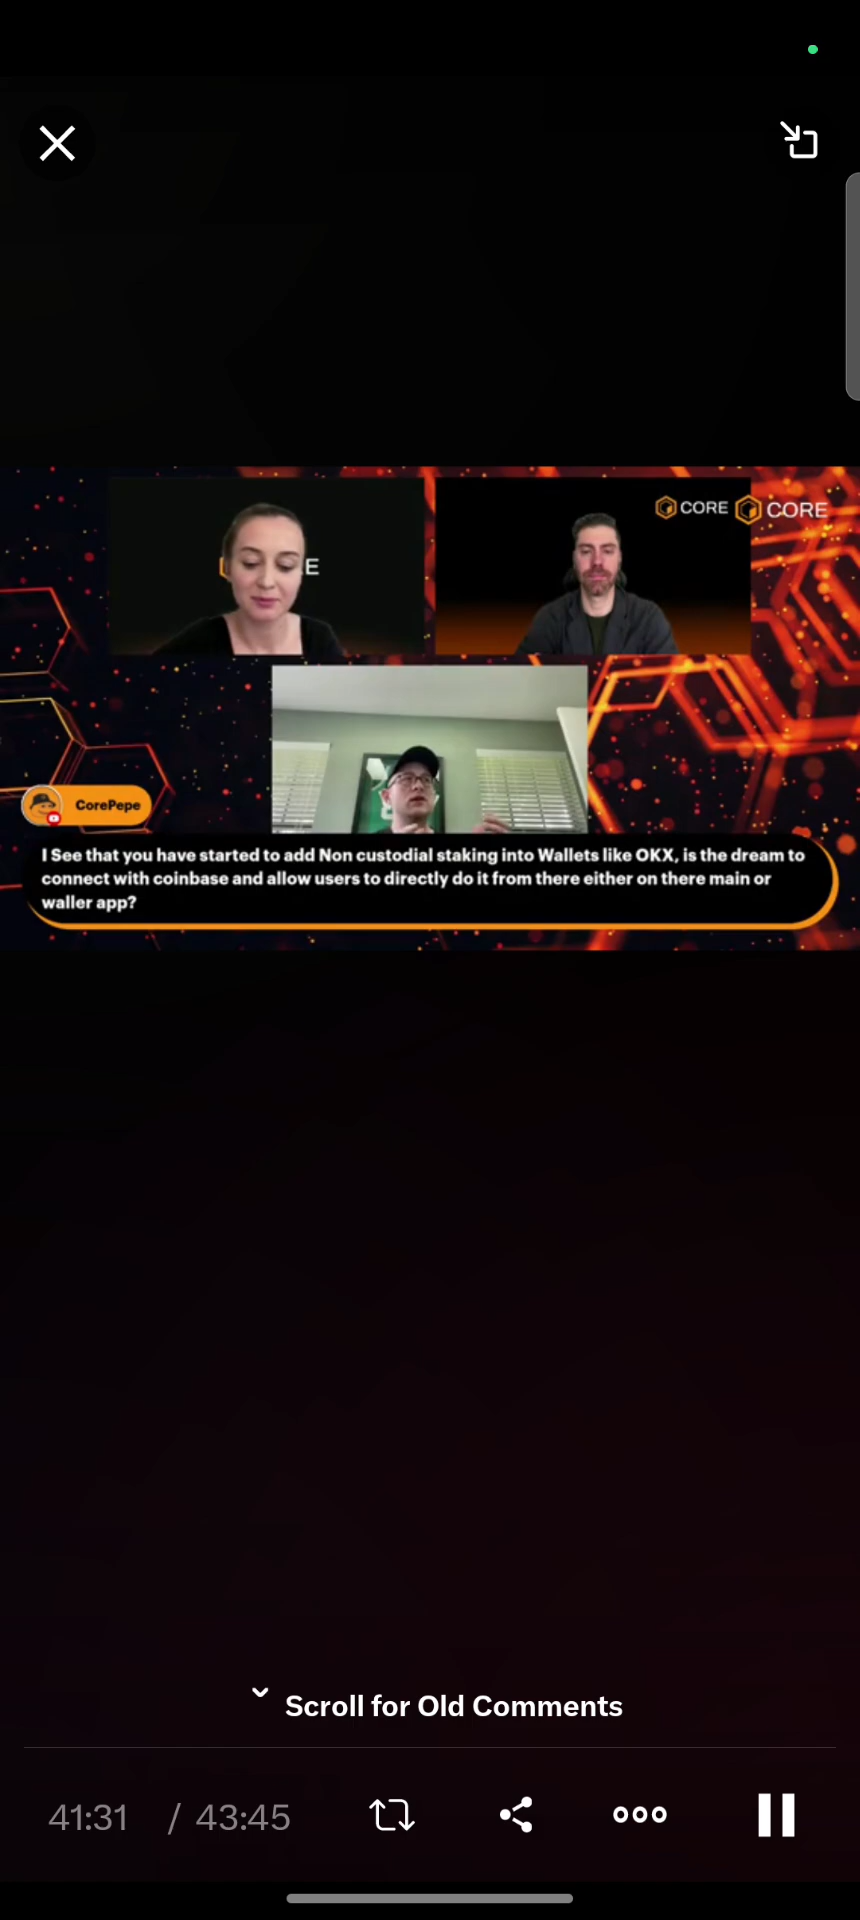 CORE CORE
E
CorePepe
I See that you have started to add Non custodial staking into Wallets like OKX, is the dream to
connect with coinbase and allow users to directly do it from there either on there main or
waller app?
Scroll for Old Comments
41:31 / 43:45